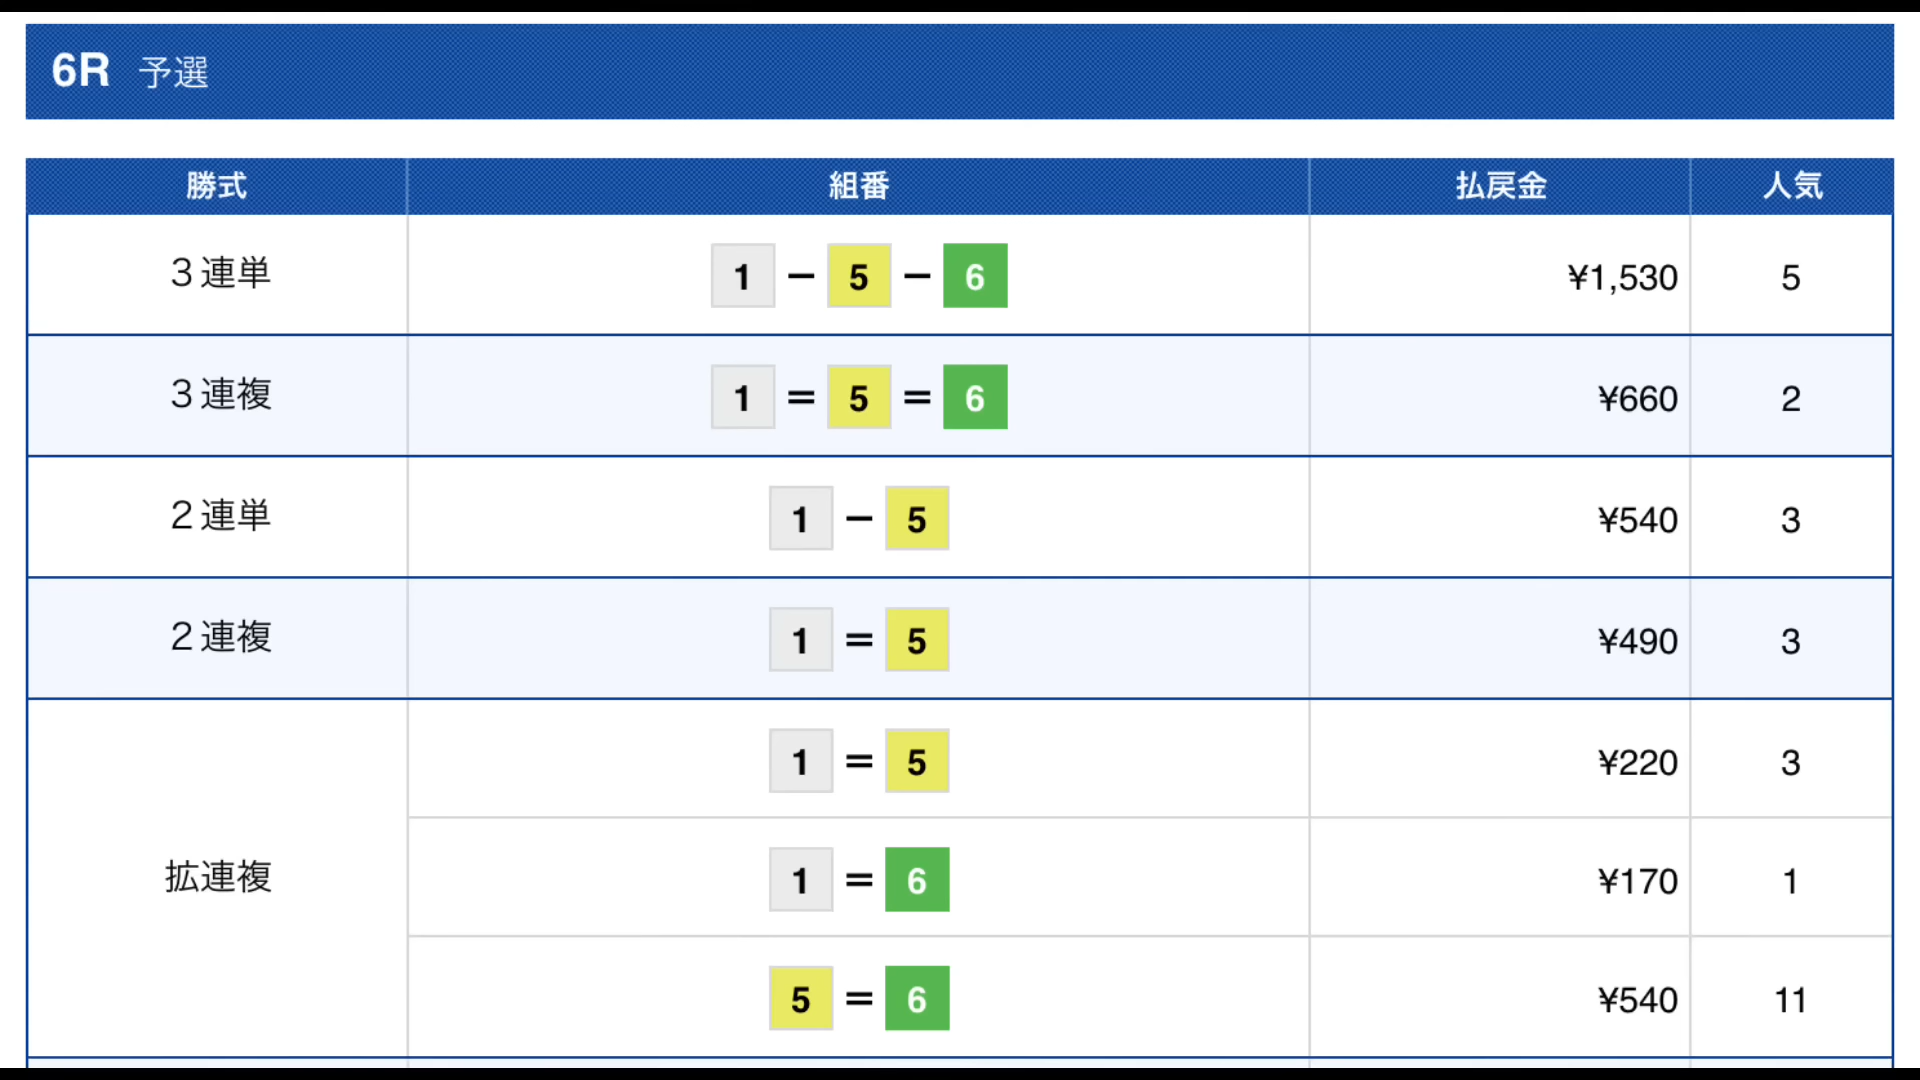 6R 予選
勝式 組番 払戻金 人気
3連単 1 - 5 - 6 ¥1,530 5
3連複 1 = 5 = 6 ¥660 2
2連単 1 - 5 ¥540 3
2連複 1 = 5 ¥490 3
1 = 5 ¥220 3
拡連複 1 = 6 ¥170 1
5 = 6 ¥540 11